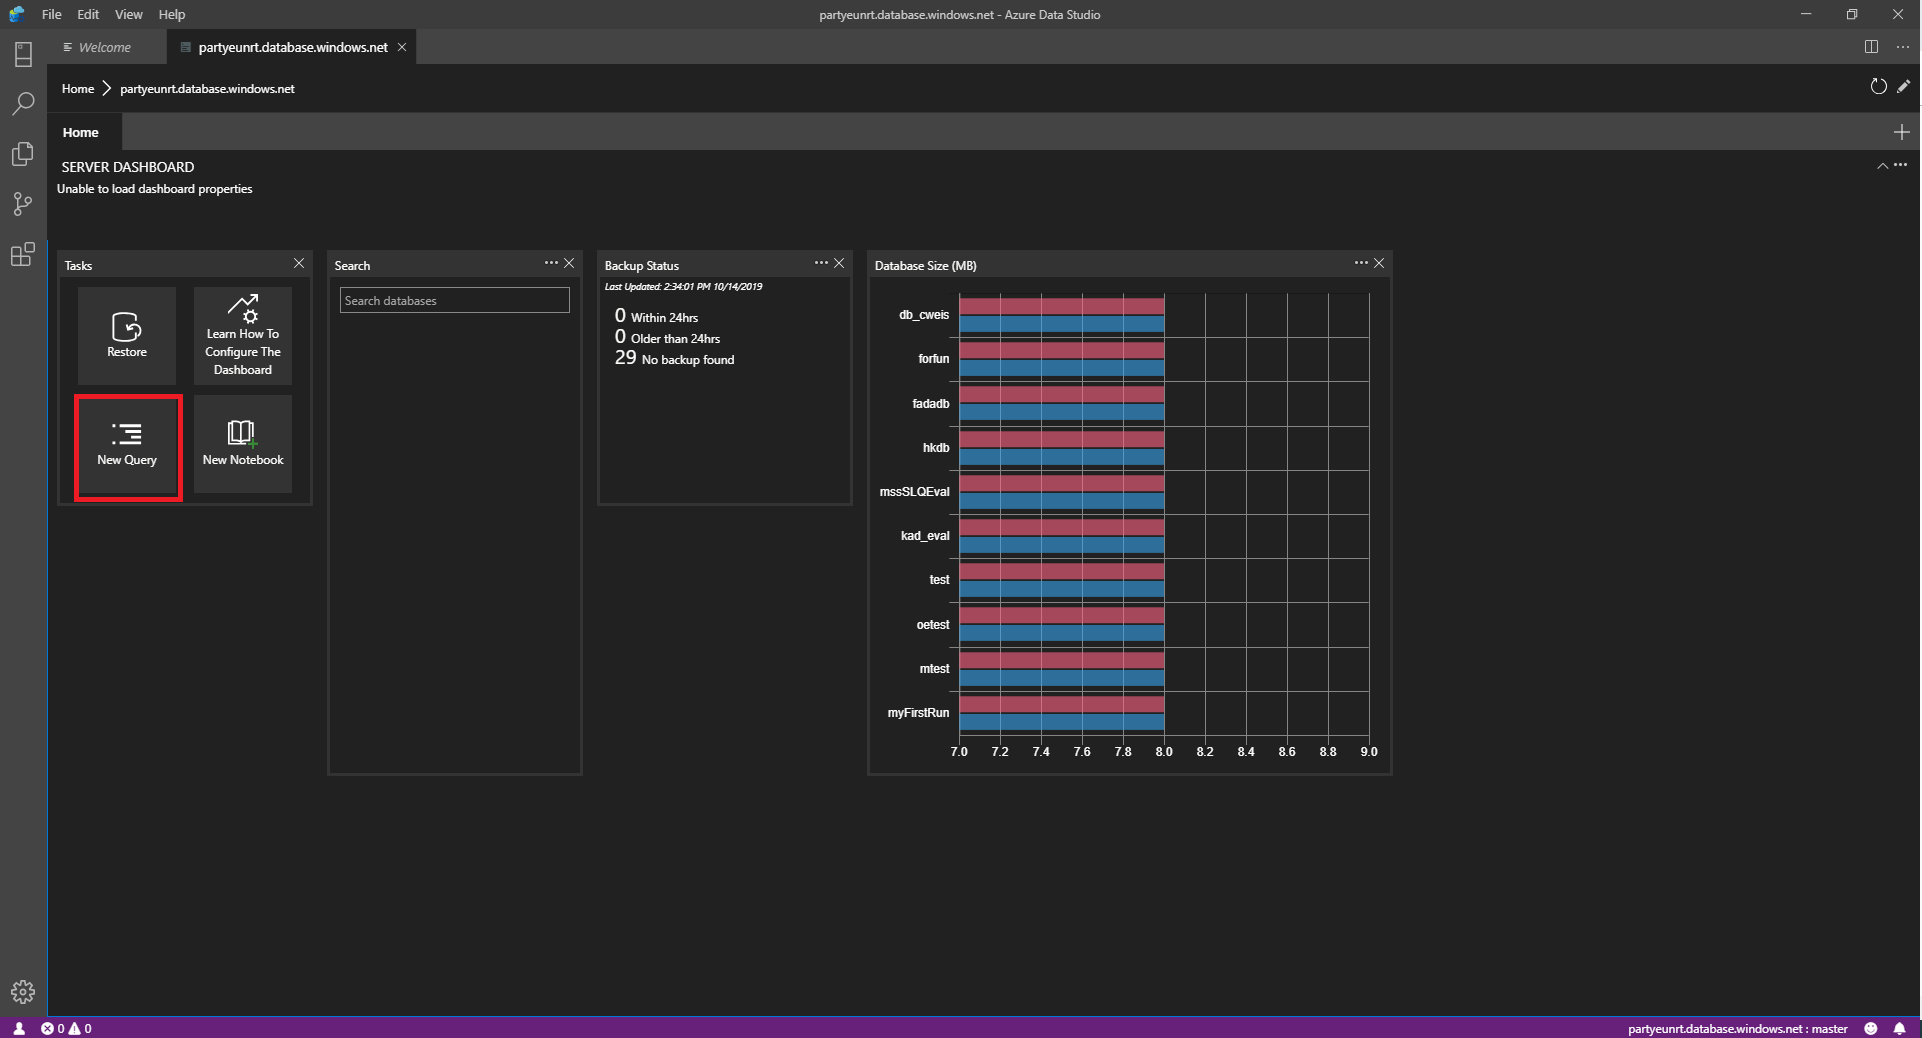 File Edit View Help
partyeunrt.database.windows.net - Azure Data Studio
Welcome
partyeunrt.database.windows.net
Home
partyeunrt.database.windows.net
Home
SERVER DASHBOARD
Unable to load dashboard properties
Tasks
Restore
Learn How To
Configure The
Dashboard
New Query
New Notebook
Search
Search databases
Backup Status
Last Updated: 2:34:01 PM 10/14/2019
0 Within 24hrs
0 Older than 24hrs
29 No backup found
Database Size (MB)
db_cweis
forfun
fadadb
hkdb
mssSLQEval
kad_eval
test
oetest
mtest
myFirstRun
7.0 7.2 7.4 7.6 7.8 8.0 8.2 8.4 8.6 8.8 9.0
0 0
partyeunrt.database.windows.net : master